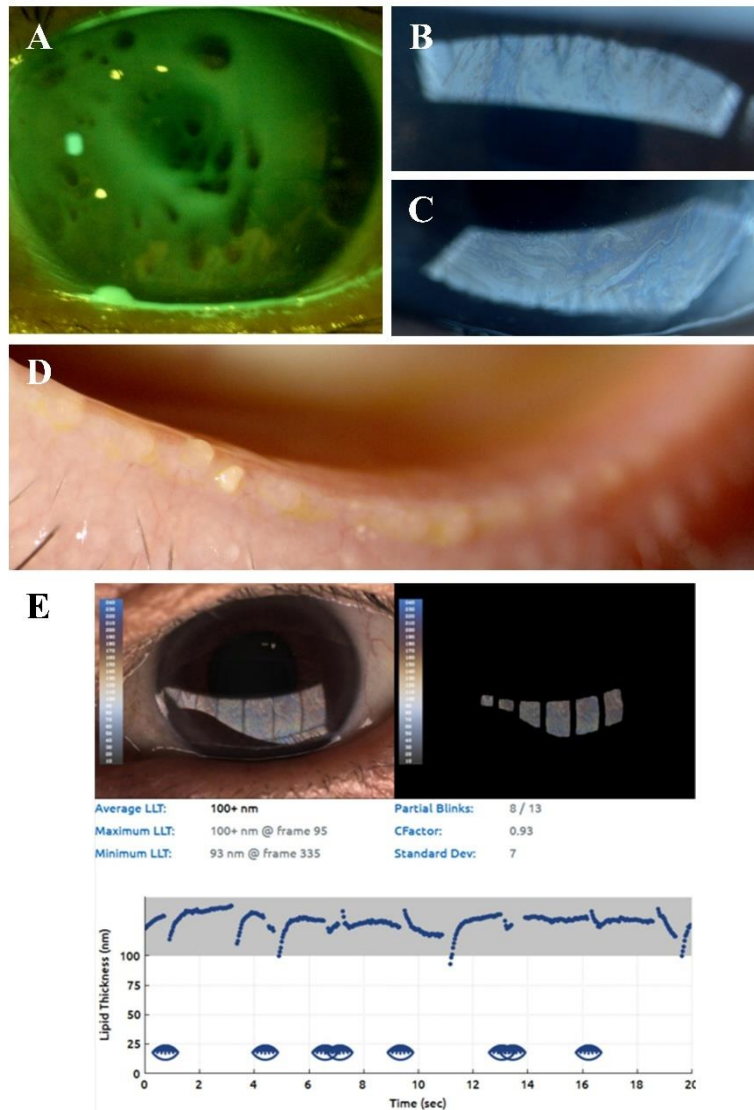 A
B
C
D
E
Average LLT: 100+ nm Partial Blinks: 8 / 13
Maximum LLT: 100+ nm @ frame 95 CFactor: 0.93
Minimum LLT: 93 nm @ frame 335 Standard Dev: 7
Lipid Thickness (nm)
100
75
50
25
0
0 2 4 6 8 10 12 14 16 18 20
Time (sec)